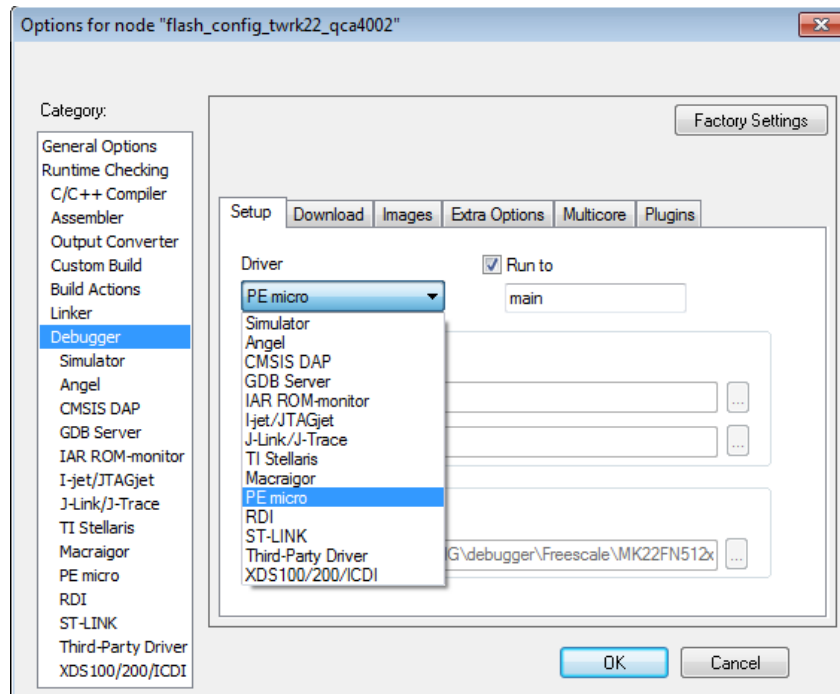 Options for node "flash_config_twrk22_qca4002"
Category:
General Options
Runtime Checking
C/C++ Compiler
Assembler
Output Converter
Custom Build
Build Actions
Linker
Debugger
Simulator
Angel
CMSIS DAP
GDB Server
IAR ROM-monitor
I-jet/JTAGjet
J-Link/J-Trace
TI Stellaris
Macraigor
PE micro
RDI
ST-LINK
Third-Party Driver
XDS100/200/ICDI
Factory Settings
Setup
Download
Images
Extra Options
Multicore
Plugins
Driver
Run to
PE micro
main
Simulator
Angel
CMSIS DAP
GDB Server
IAR ROM-monitor
I-jet/JTAGjet
J-Link/J-Trace
TI Stellaris
Macraigor
PE micro
RDI
ST-LINK
Third-Party Driver
XDS100/200/ICDI
...
...
G\debugger\Freescale\MK22FN512x
...
OK
Cancel